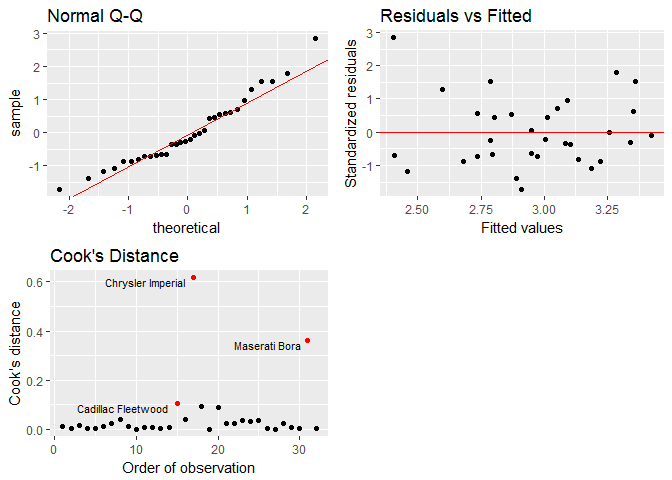 Normal Q-Q
3
2
1
0
-1
sample
-2
-1
0
1
2
theoretical
Residuals vs Fitted
3
2
1
0
-1
Standardized residuals
2.50
2.75
3.00
3.25
Fitted values
Cook's Distance
0.6
0.4
0.2
0.0
Cook's distance
Chrysler Imperial
Maserati Bora
Cadillac Fleetwood
0
10
20
30
Order of observation